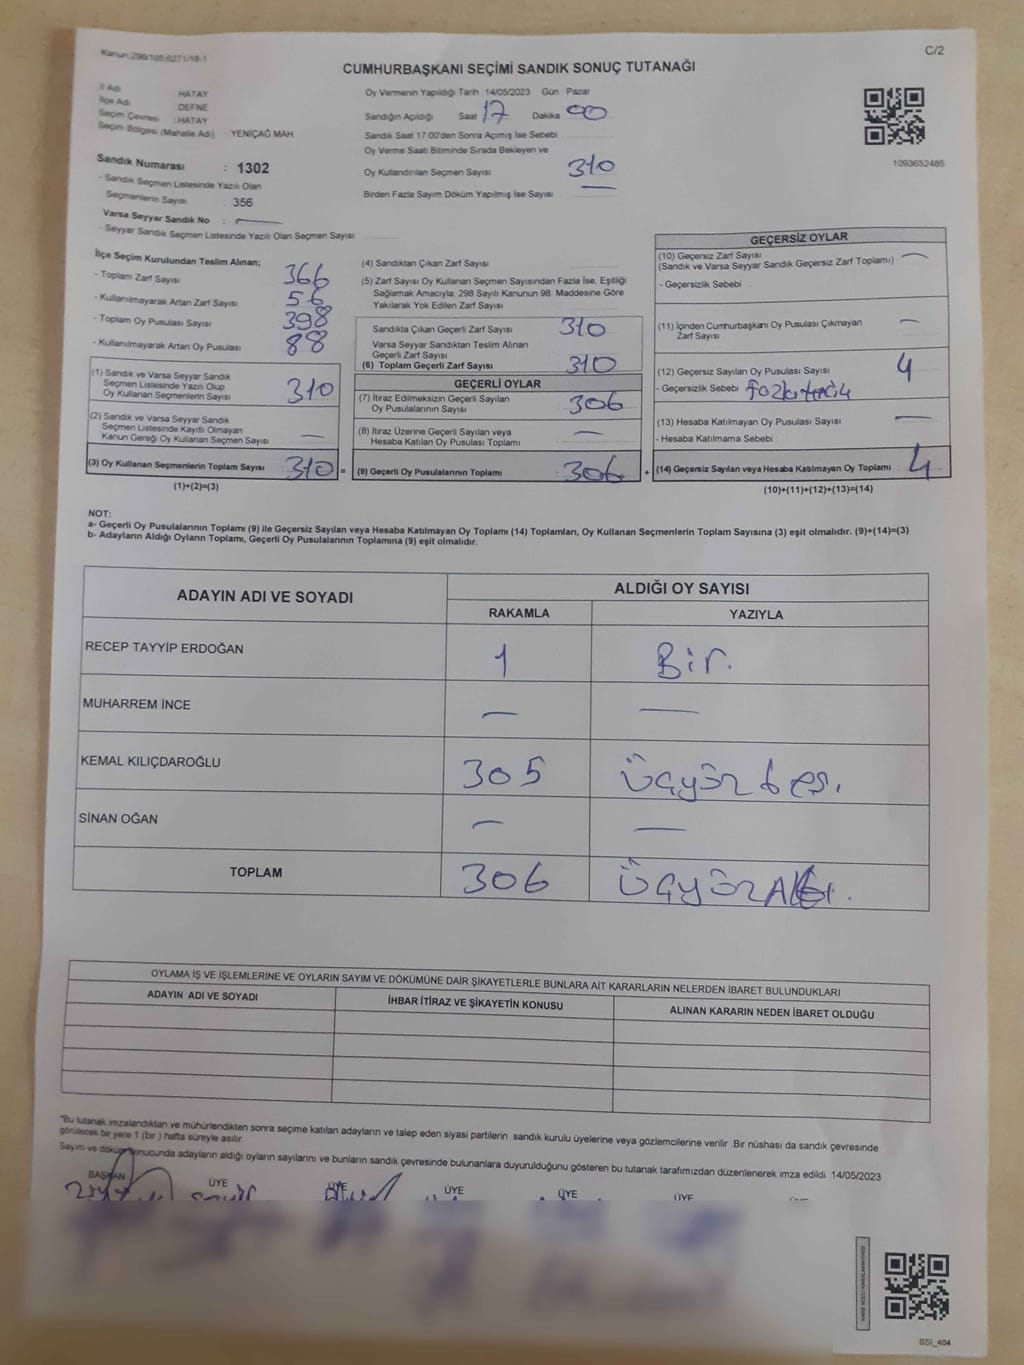 Kanun:298/105;6271/18-1
C/2
CUMHURBAŞKANI SEÇİMİ SANDIK SONUÇ TUTANAĞI
İl Adı HATAY
İlçe Adı DEFNE
Seçim Çevresi : HATAY
Seçim Bölgesi (Mahalle Adı) YENİÇAĞ MAH
Oy Vermenin Yapıldığı Tarih 14/05/2023 Gün Pazar
Sandığın Açıldığı Saat 17 Dakika 00
Sandık Saat 17:00'den Sonra Açılmış İse Sebebi
Oy Verme Saati Bitiminde Sırada Bekleyen ve
Oy Kullandırılan Seçmen Sayısı 310
Birden Fazla Sayım Döküm Yapılmış İse Sayısı —
1093652485
Sandık Numarası : 1302
- Sandık Seçmen Listesinde Yazılı Olan
Seçmenlerin Sayısı : 356
Varsa Seyyar Sandık No : —
- Seyyar Sandık Seçmen Listesinde Yazılı Olan Seçmen Sayısı
İlçe Seçim Kurulundan Teslim Alınan;
- Toplam Zarf Sayısı 366
- Kullanılmayarak Artan Zarf Sayısı 56
- Toplam Oy Pusulası Sayısı 398
- Kullanılmayarak Artan Oy Pusulası 88
(1) Sandık ve Varsa Seyyar Sandık
Seçmen Listesinde Yazılı Olup
Oy Kullanan Seçmenlerin Sayısı 310
(2) Sandık ve Varsa Seyyar Sandık
Seçmen Listesinde Kayıtlı Olmayan
Kanun Gereği Oy Kullanan Seçmen Sayısı —
(3) Oy Kullanan Seçmenlerin Toplam Sayısı 310 =
(1)+(2)=(3)
(4) Sandıktan Çıkan Zarf Sayısı
(5) Zarf Sayısı Oy Kullanan Seçmen Sayısından Fazla İse, Eşitliği
Sağlamak Amacıyla, 298 Sayılı Kanunun 98. Maddesine Göre
Yakılarak Yok Edilen Zarf Sayısı
Sandıkta Çıkan Geçerli Zarf Sayısı 310
Varsa Seyyar Sandıktan Teslim Alınan
Geçerli Zarf Sayısı
(6) Toplam Geçerli Zarf Sayısı 310
GEÇERLİ OYLAR
(7) İtiraz Edilmeksizin Geçerli Sayılan
Oy Pusulalarının Sayısı 306
(8) İtiraz Üzerine Geçerli Sayılan veya
Hesaba Katılan Oy Pusulası Toplamı —
(9) Geçerli Oy Pusulalarının Toplamı 306 +
GEÇERSİZ OYLAR
(10) Geçersiz Zarf Sayısı —
(Sandık ve Varsa Seyyar Sandık Geçersiz Zarf Toplamı)
- Geçersizlik Sebebi
(11) İçinden Cumhurbaşkanı Oy Pusulası Çıkmayan
Zarf Sayısı —
(12) Geçersiz Sayılan Oy Pusulası Sayısı 4
- Geçersizlik Sebebi
(13) Hesaba Katılmayan Oy Pusulası Sayısı —
- Hesaba Katılmama Sebebi
(14) Geçersiz Sayılan veya Hesaba Katılmayan Oy Toplamı 4
(10)+(11)+(12)+(13)=(14)
NOT:
a- Geçerli Oy Pusulalarının Toplamı (9) ile Geçersiz Sayılan veya Hesaba Katılmayan Oy Toplamı (14) Toplamları, Oy Kullanan Seçmenlerin Toplam Sayısına (3) eşit olmalıdır. (9)+(14)=(3)
b- Adayların Aldığı Oyların Toplamı, Geçerli Oy Pusulalarının Toplamına (9) eşit olmalıdır.
ADAYIN ADI VE SOYADI ALDIĞI OY SAYISI
RAKAMLA YAZIYLA
RECEP TAYYİP ERDOĞAN 1 Bir.
MUHARREM İNCE — —
KEMAL KILIÇDAROĞLU 305 Üçyüz beş.
SİNAN OĞAN — —
TOPLAM 306 ÜçyüzAltı.
OYLAMA İŞ VE İŞLEMLERİNE VE OYLARIN SAYIM VE DÖKÜMÜNE DAİR ŞİKAYETLERLE BUNLARA AİT KARARLARIN NELERDEN İBARET BULUNDUKLARI
ADAYIN ADI VE SOYADI İHBAR İTİRAZ VE ŞİKAYETİN KONUSU ALINAN KARARIN NEDEN İBARET OLDUĞU
"Bu tutanak imzalandıktan ve mühürlendikten sonra seçime katılan adayların ve talep eden siyasi partilerin sandık kurulu üyelerine veya gözlemcilerine verilir. Bir nüshası da sandık çevresinde
görülecek bir yere 1 (bir ) hafta süreyle asılır.
Sayım ve döküm sonucunda adayların aldığı oyların sayılarını ve bunların sandık çevresinde bulunanlara duyurulduğunu gösteren bu tutanak tarafımızdan düzenlenerek imza edildi. 14/05/2023
BAŞKAN ÜYE ÜYE ÜYE ÜYE ÜYE
SSI_404